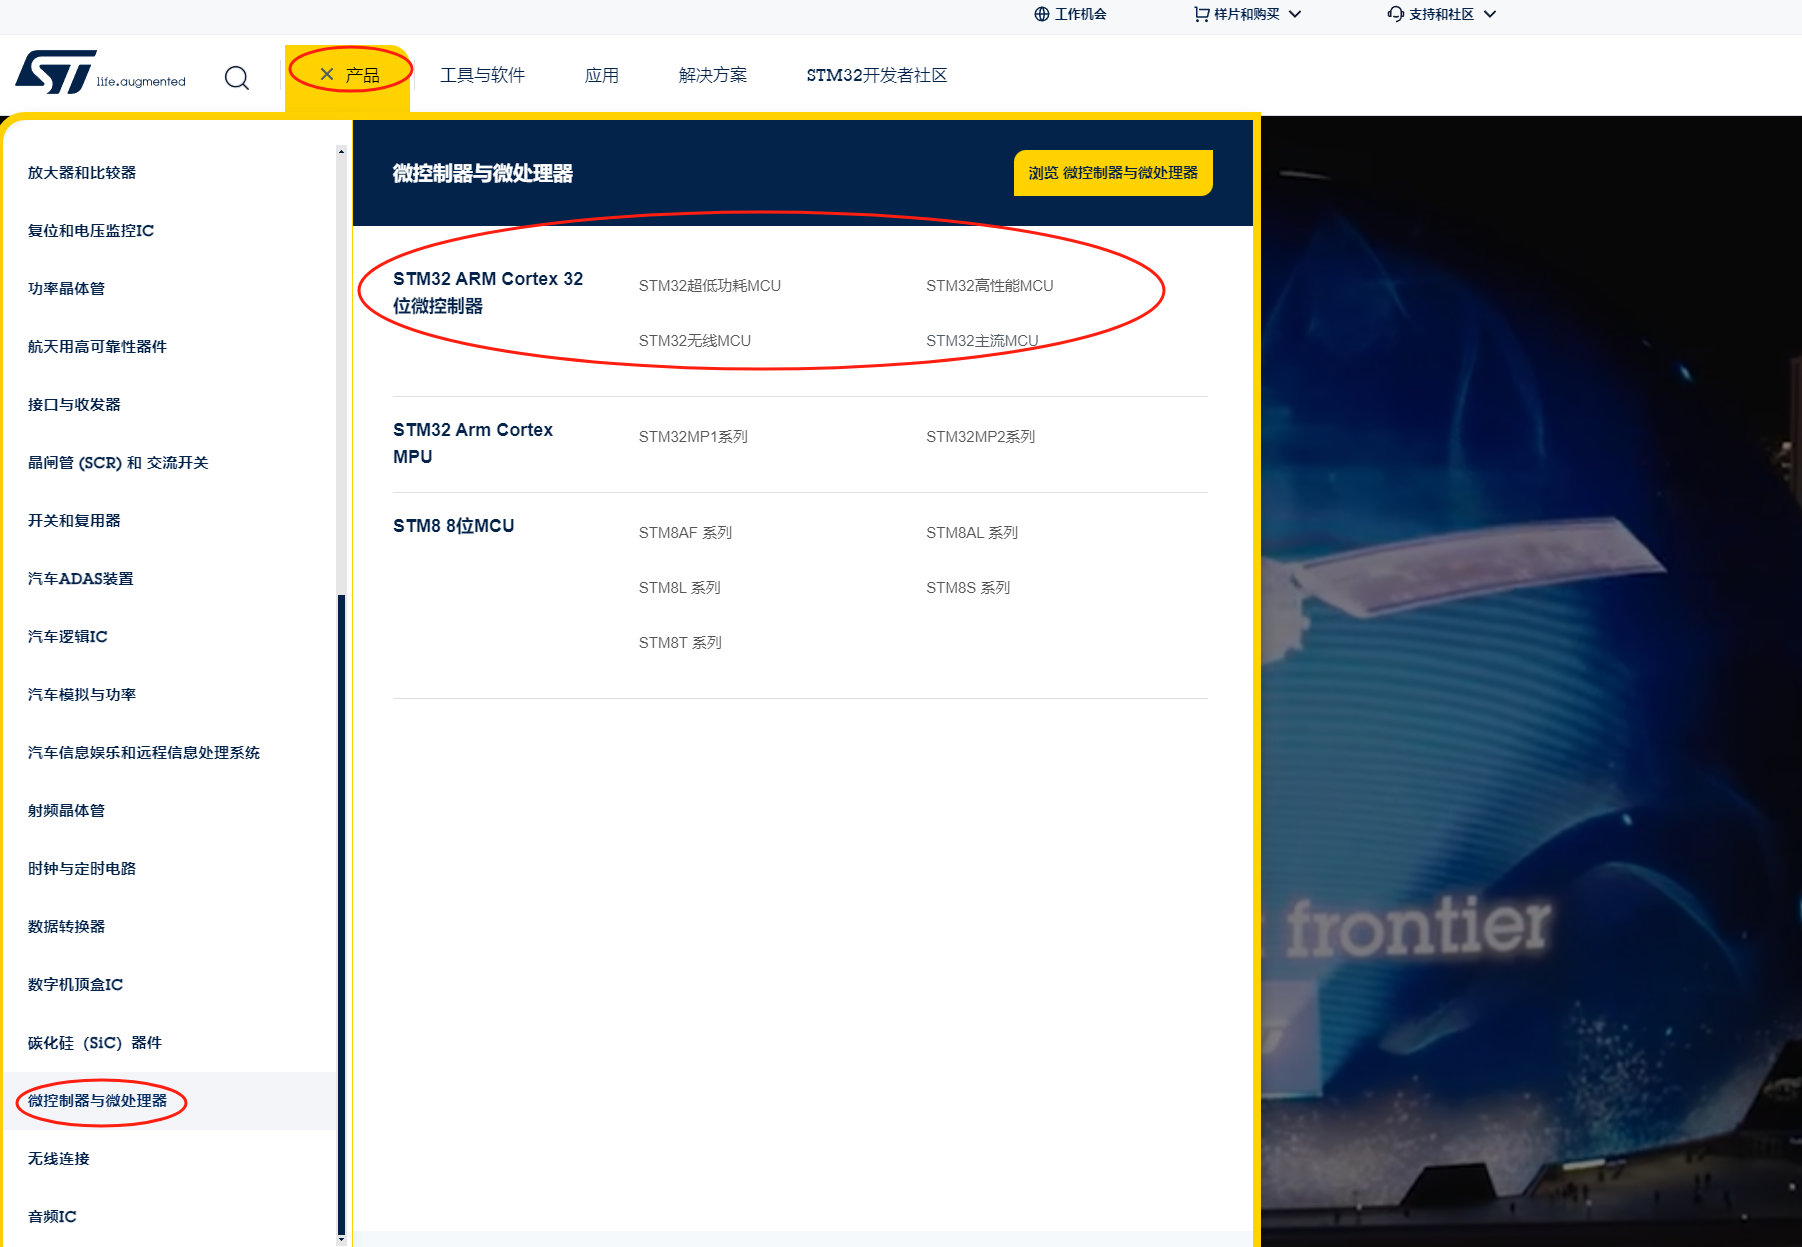 工作机会
样片和购买
支持和社区
ST life.augmented
产品
工具与软件
应用
解决方案
STM32开发者社区
放大器和比较器
复位和电压监控IC
功率晶体管
航天用高可靠性器件
接口与收发器
晶闸管 (SCR) 和 交流开关
开关和复用器
汽车ADAS装置
汽车逻辑IC
汽车模拟与功率
汽车信息娱乐和远程信息处理系统
射频晶体管
时钟与定时电路
数据转换器
数字机顶盒IC
碳化硅（SiC）器件
微控制器与微处理器
无线连接
音频IC
微控制器与微处理器
浏览 微控制器与微处理器
STM32 ARM Cortex 32
位微控制器
STM32超低功耗MCU
STM32高性能MCU
STM32无线MCU
STM32主流MCU
STM32 Arm Cortex
MPU
STM32MP1系列
STM32MP2系列
STM8 8位MCU
STM8AF 系列
STM8AL 系列
STM8L 系列
STM8S 系列
STM8T 系列
frontier